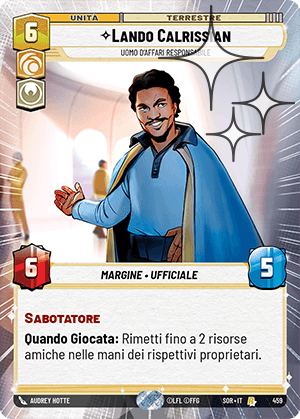 UNITÀ
TERRESTRE
6
Lando Calrissian
UOMO D'AFFARI RESPONSABILE
6
MARGINE • UFFICIALE
5
SABOTATORE
Quando Giocata: Rimetti fino a 2 risorse
amiche nelle mani dei rispettivi proprietari.
AUDREY HOTTE
©LFL ©FFG
SOR • IT
459